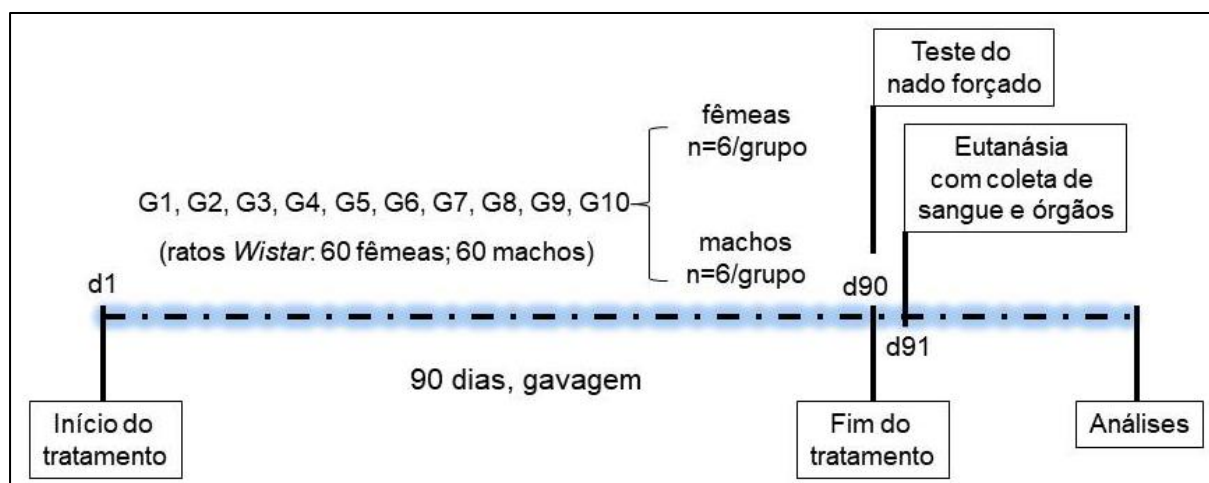 Teste do
nado forçado
fêmeas
n=6/grupo
Eutanásia
com coleta de
sangue e órgãos
G1, G2, G3, G4, G5, G6, G7, G8, G9, G10
(ratos Wistar: 60 fêmeas; 60 machos)
machos
n=6/grupo
d1
d90
d91
90 dias, gavagem
Início do
tratamento
Fim do
tratamento
Análises